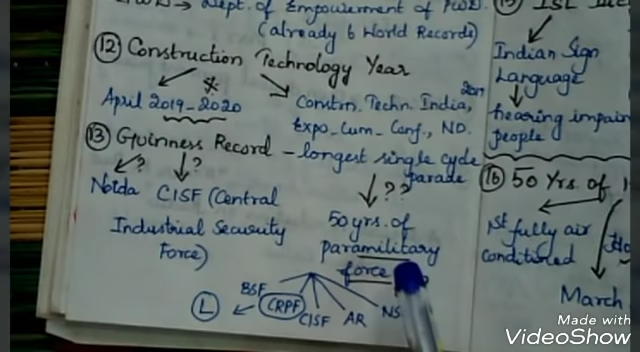 Dept. of Empowerment of PWD.
(already 6 World Records)
(12) Construction Technology Year
April 2019-2020
Constrn. Techn. India, 2019
Expo-Cum-Conf., ND.
(13) Guinness Record - longest single cycle
parade
? ? ??
Noida CISF (Central
Industrial Security
Force)
50 yrs. of
paramilitary
force
BSF CRPF CISF AR NS
L
(15) ISL
Indian Sign
Language
hearing impair
people
(16) 50 Yrs. of
1st fully air
conditioned
March
Made with
VideoShow